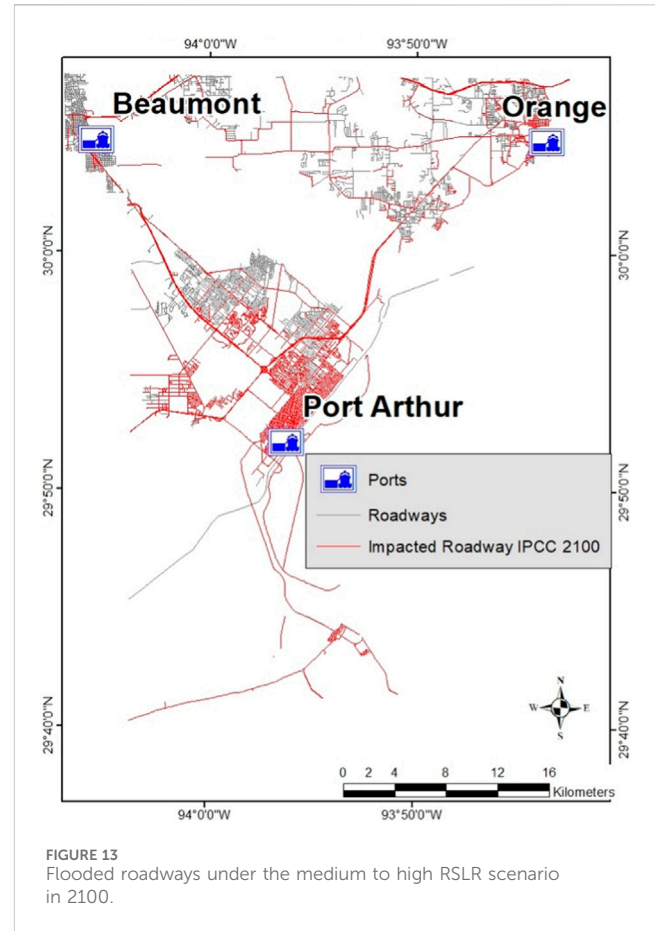 94°0'0"W 93°50'0"W
Beaumont
Orange
30°0'0"N 30°0'0"N
Port Arthur
Ports
29°50'0"N 29°50'0"N
Roadways
Impacted Roadway IPCC 2100
N
W E
S
29°40'0"N 29°40'0"N
0 2 4 8 12 16
Kilometers
94°0'0"W 93°50'0"W
FIGURE 13
Flooded roadways under the medium to high RSLR scenario
in 2100.